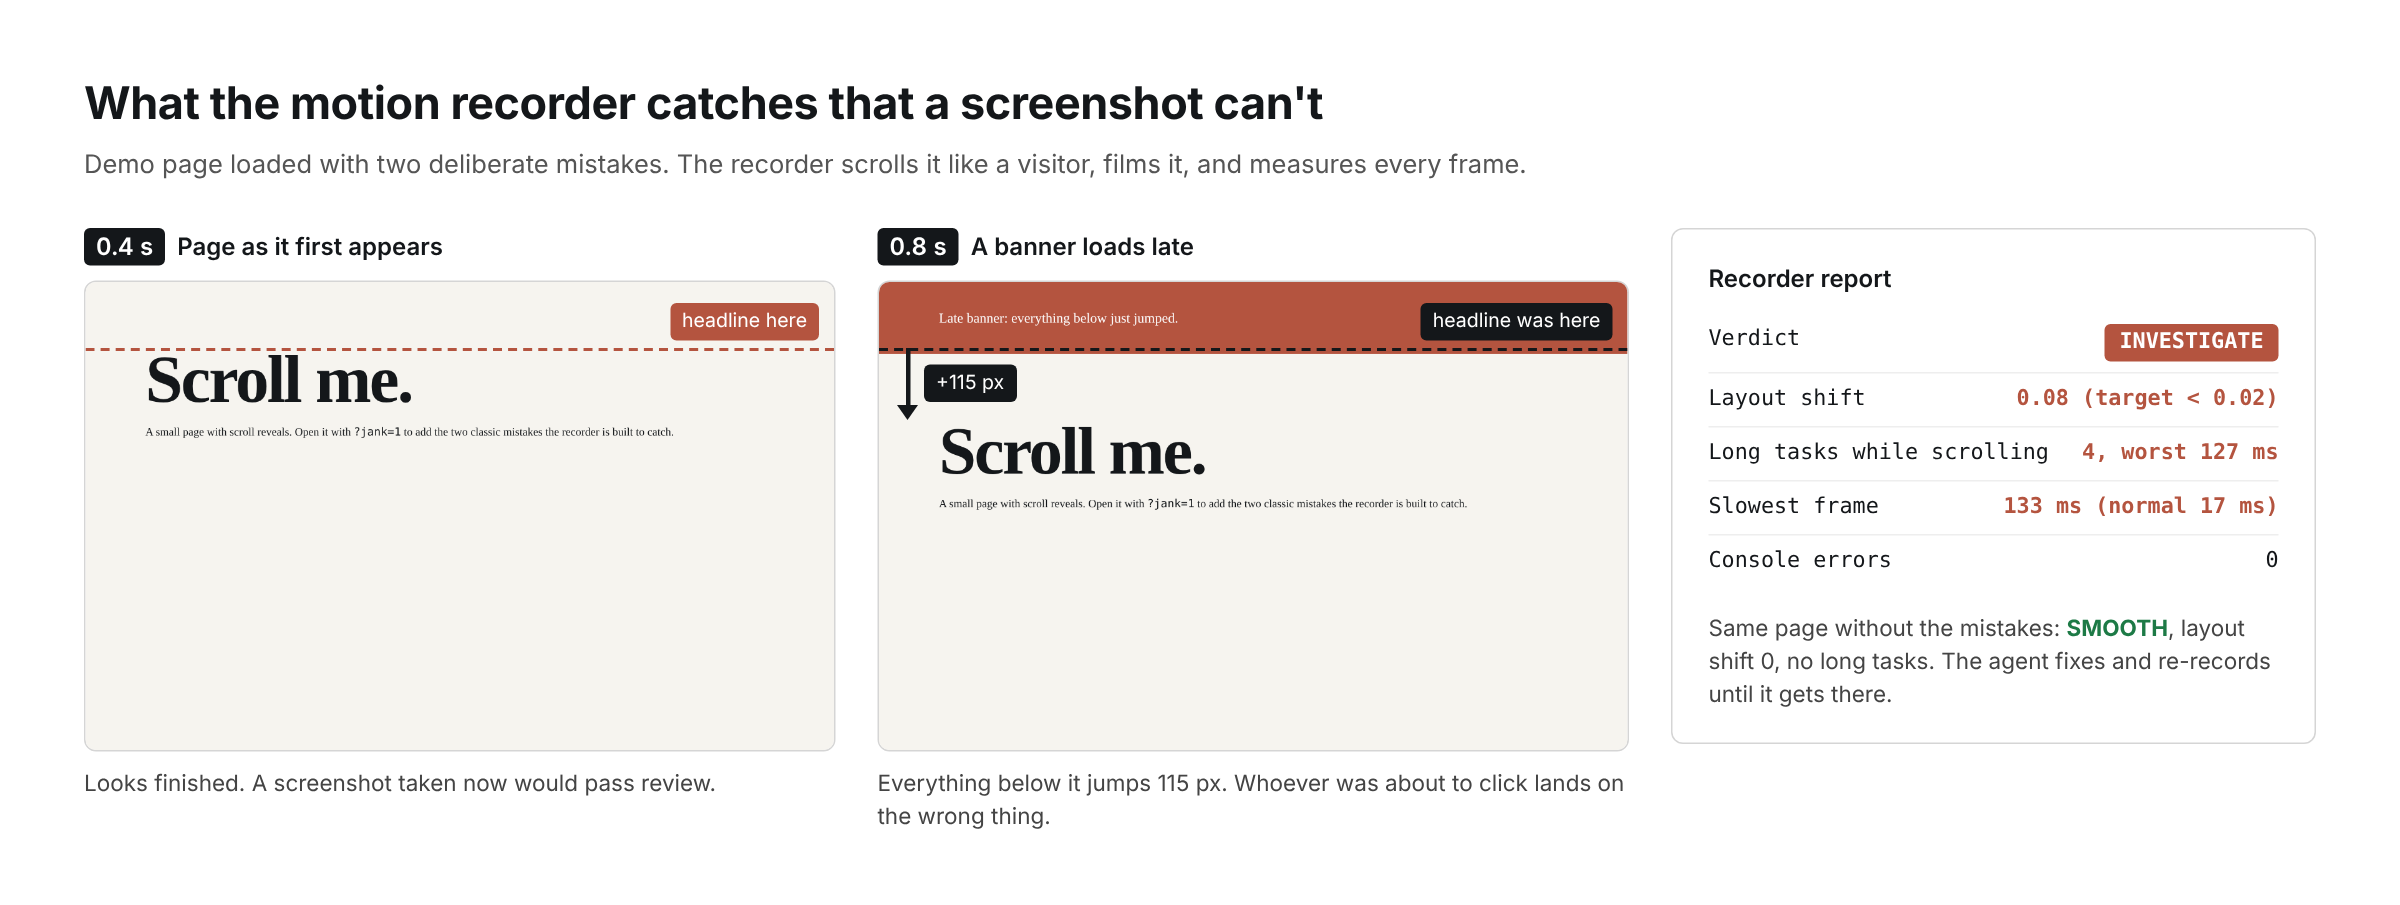 What the motion recorder catches that a screenshot can't
Demo page loaded with two deliberate mistakes. The recorder scrolls it like a visitor, films it, and measures every frame.
0.4 s Page as it first appears
headline here
Scroll me.
A small page with scroll reveals. Open it with ?jank=1 to add the two classic mistakes the recorder is built to catch.
Looks finished. A screenshot taken now would pass review.
0.8 s A banner loads late
Late banner: everything below just jumped.
headline was here
+115 px
Scroll me.
A small page with scroll reveals. Open it with ?jank=1 to add the two classic mistakes the recorder is built to catch.
Everything below it jumps 115 px. Whoever was about to click lands on
the wrong thing.
Recorder report
Verdict INVESTIGATE
Layout shift 0.08 (target < 0.02)
Long tasks while scrolling 4, worst 127 ms
Slowest frame 133 ms (normal 17 ms)
Console errors 0
Same page without the mistakes: SMOOTH, layout
shift 0, no long tasks. The agent fixes and re-records
until it gets there.